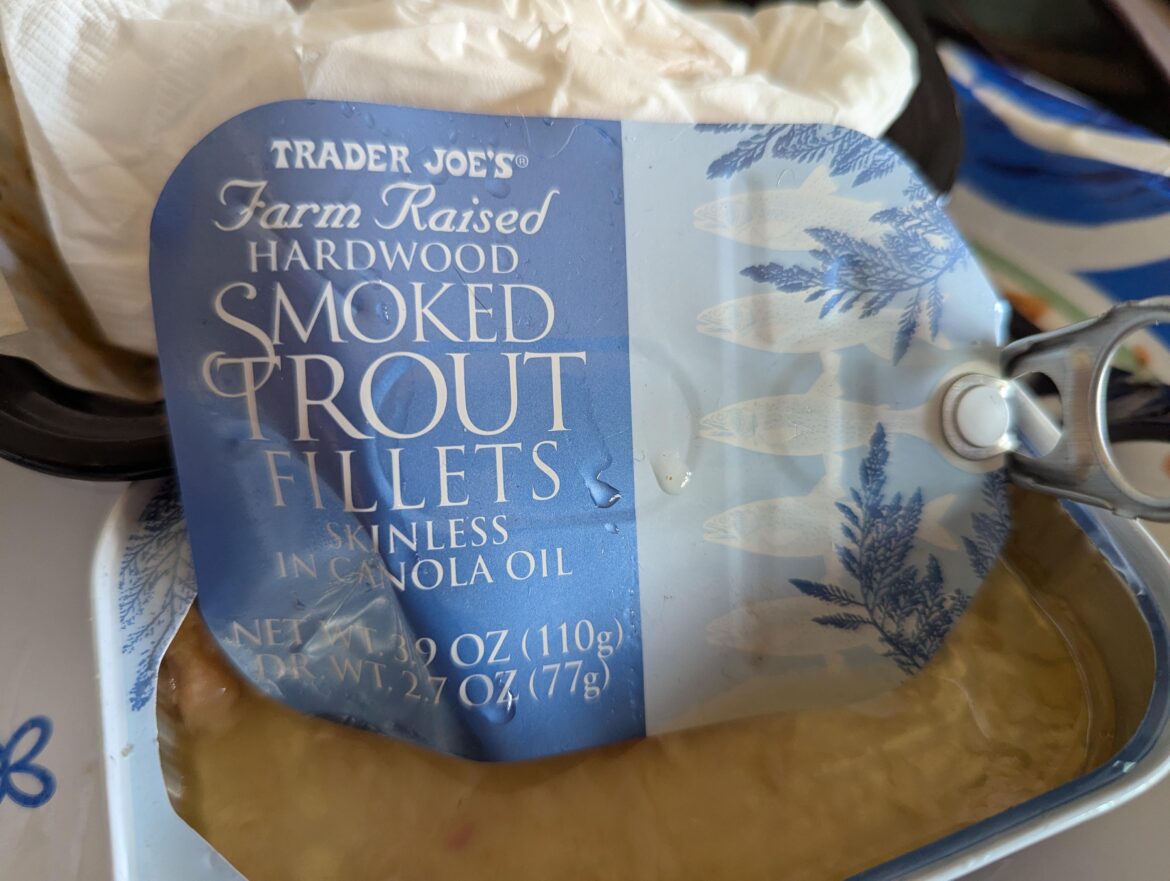 TRADER JOE'S®
Farm Raised
HARDWOOD
SMOKED
TROUT
FILLETS
SKINLESS
IN CANOLA OIL
NET WT. 3.9 OZ (110g)
DR. WT. 2.7 OZ (77g)